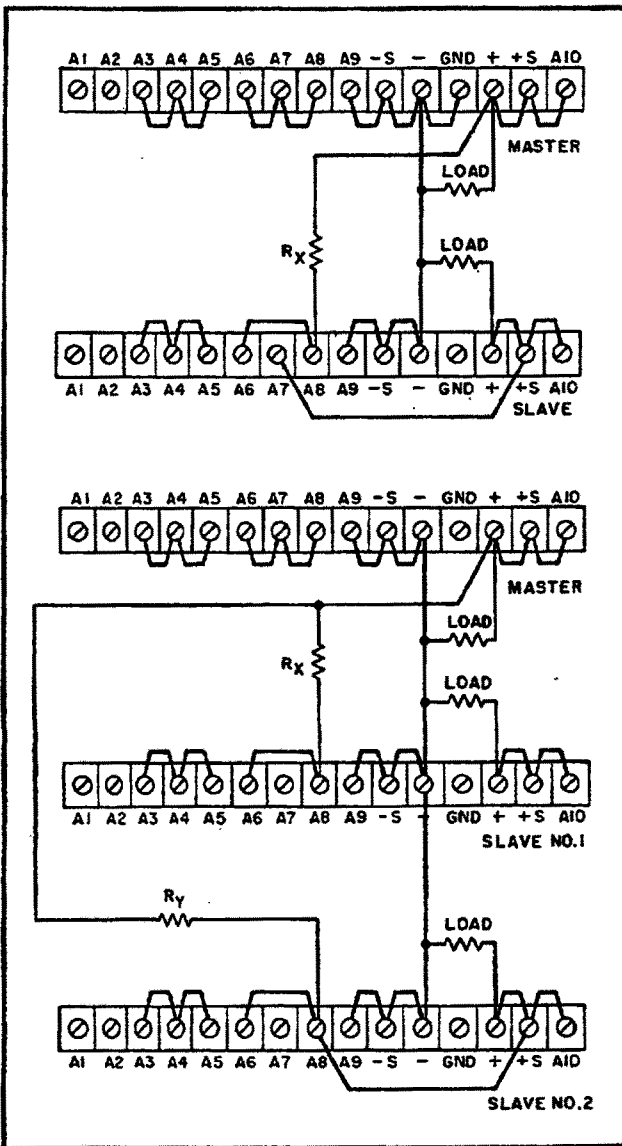 A1 A2 A3 A4 A5 A6 A7 A8 A9 -S - GND + +S A10
MASTER
LOAD
RX
LOAD
A1 A2 A3 A4 A5 A6 A7 A8 A9 -S - GND + +S A10
SLAVE
A1 A2 A3 A4 A5 A6 A7 A8 A9 -S - GND + +S A10
MASTER
LOAD
RX
LOAD
A1 A2 A3 A4 A5 A6 A7 A8 A9 -S - GND + +S A10
SLAVE NO.1
RY
LOAD
A1 A2 A3 A4 A5 A6 A7 A8 A9 -S - GND + +S A10
SLAVE NO.2